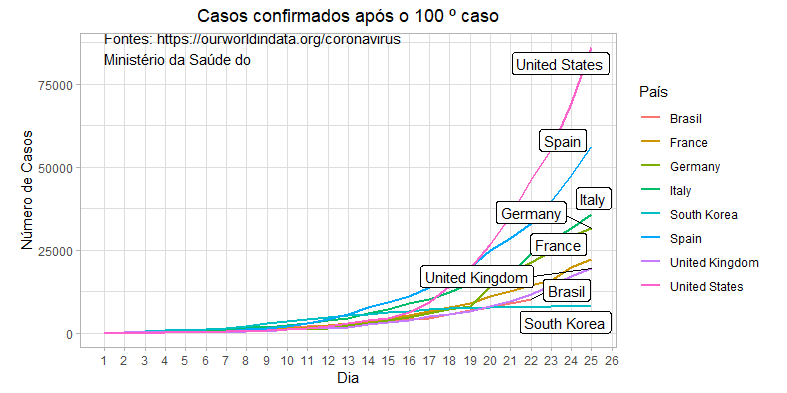 Casos confirmados após o 100 º caso
Fontes: https://ourworldindata.org/coronavirus
Ministério da Saúde do
Número de Casos
75000
50000
25000
0
United States
Spain
Italy
Germany
France
United Kingdom
Brasil
South Korea
1 2 3 4 5 6 7 8 9 10 11 12 13 14 15 16 17 18 19 20 21 22 23 24 25 26
Dia
País
Brasil
France
Germany
Italy
South Korea
Spain
United Kingdom
United States